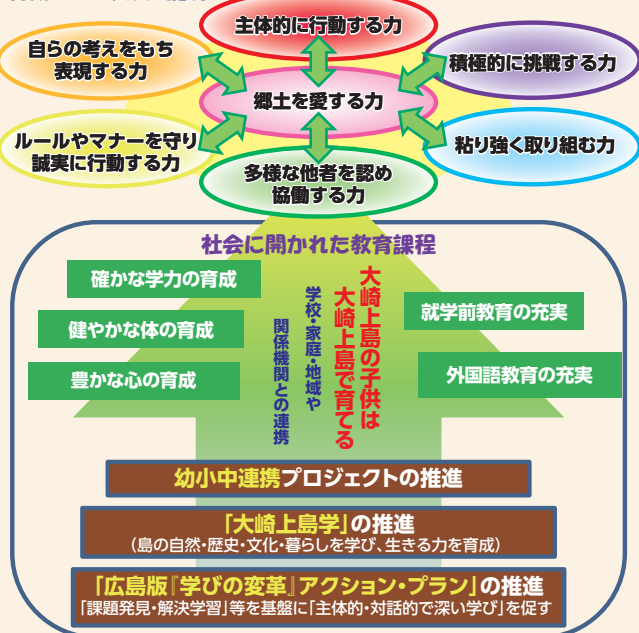 主体的に行動する力
自らの考えをもち
表現する力
積極的に挑戦する力
郷土を愛する力
ルールやマナーを守り
誠実に行動する力
粘り強く取り組む力
多様な他者を認め
協働する力
社会に開かれた教育課程
確かな学力の育成
健やかな体の育成
豊かな心の育成
大崎上島の子供は
大崎上島で育てる
学校・家庭・地域や
関係機関との連携
就学前教育の充実
外国語教育の充実
幼小中連携プロジェクトの推進
「大崎上島学」の推進
（島の自然・歴史・文化・暮らしを学び、生きる力を育成）
「広島版『学びの変革』アクション・プラン」の推進
「課題発見・解決学習」等を基盤に「主体的・対話的で深い学び」を促す